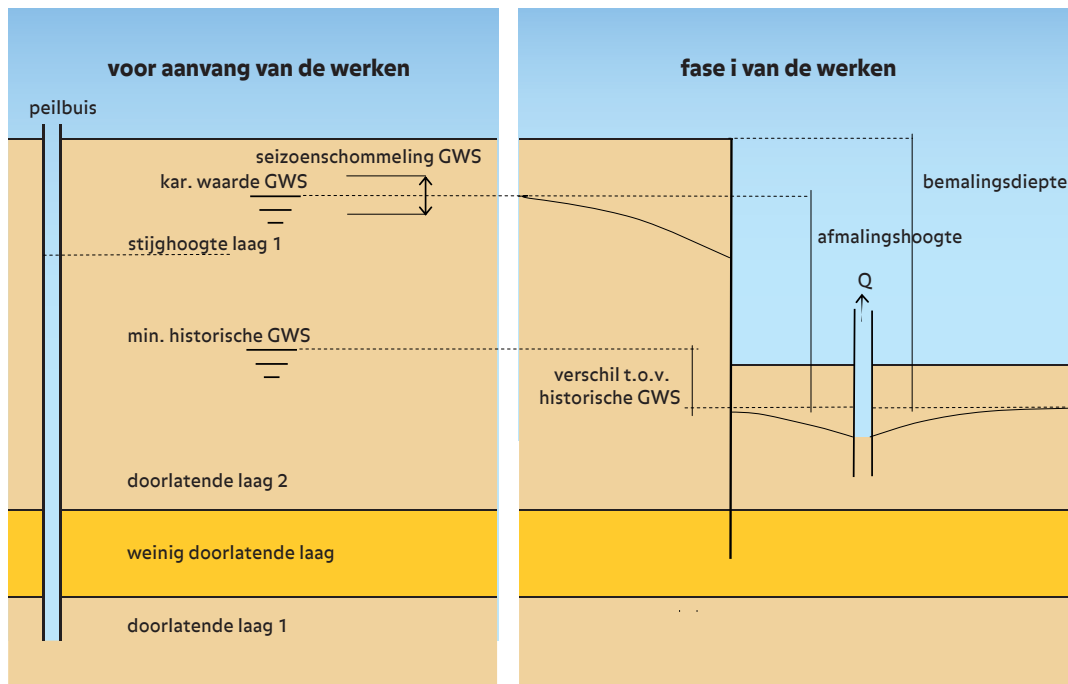 voor aanvang van de werken
peilbuis
seizoenschommeling GWS
kar. waarde GWS
stijghoogte laag 1
min. historische GWS
doorlatende laag 2
weinig doorlatende laag
doorlatende laag 1
fase i van de werken
bemalingsdiepte
afmalingshoogte
Q
verschil t.o.v.
historische GWS